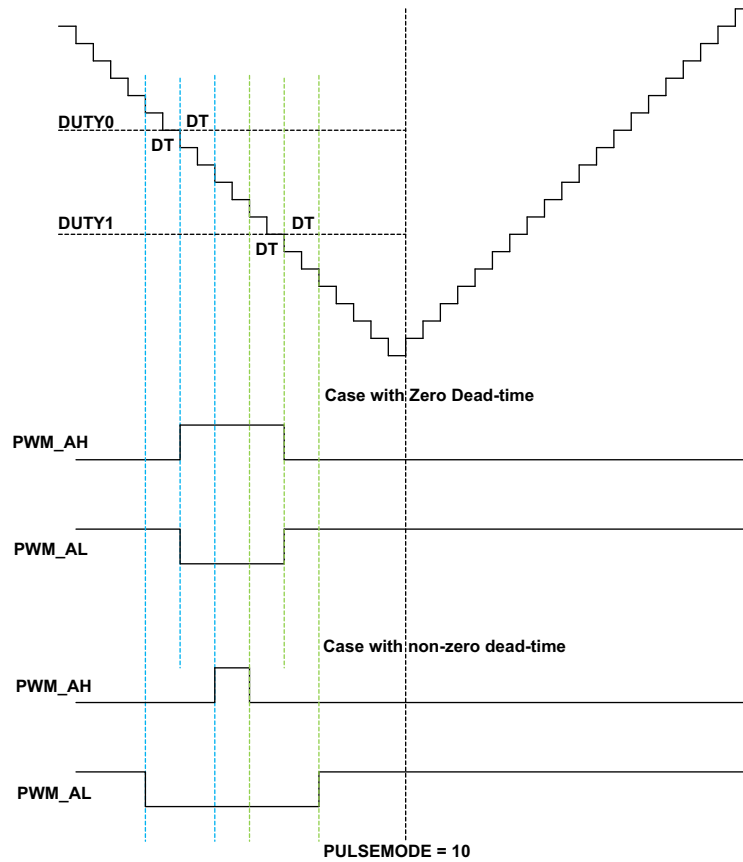 DUTY0
DT
DT
DUTY1
DT
DT
Case with Zero Dead-time
PWM_AH
PWM_AL
Case with non-zero dead-time
PWM_AH
PWM_AL
PULSEMODE = 10